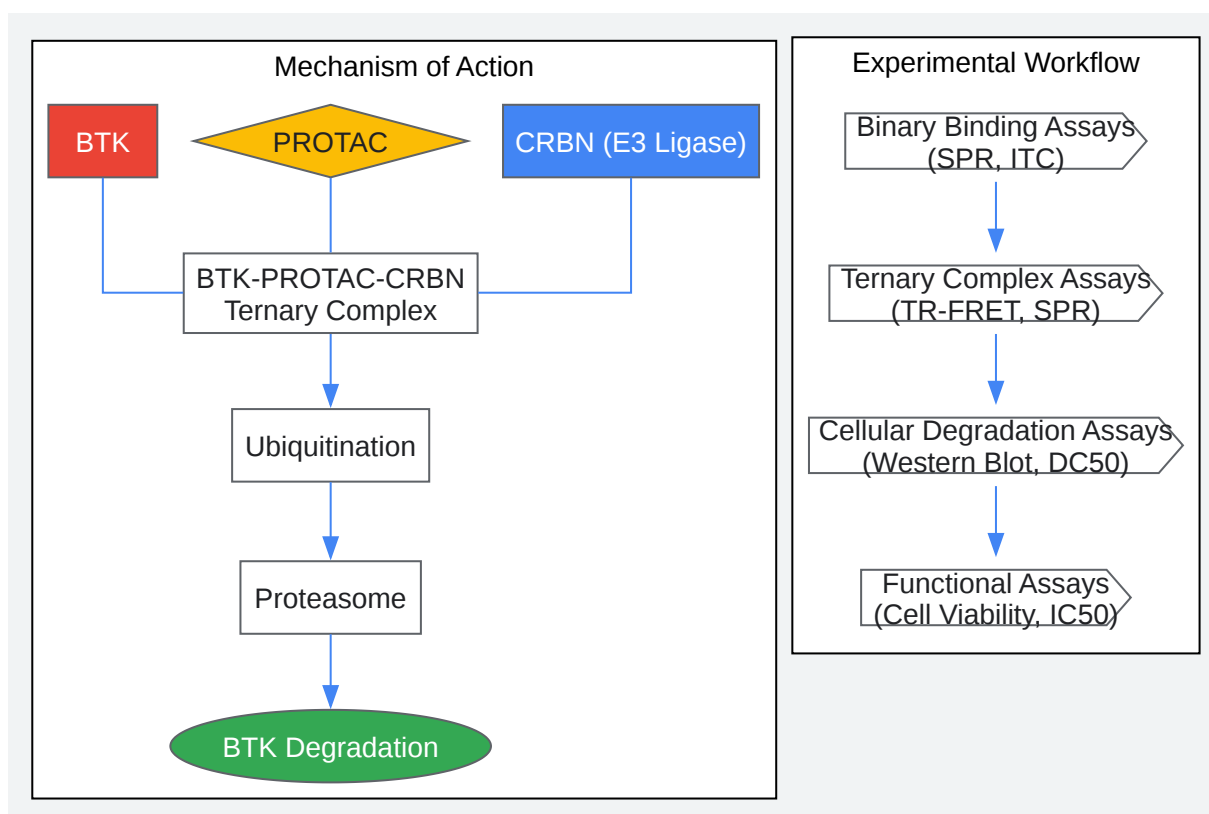 Mechanism of Action
BTK
PROTAC
CRBN (E3 Ligase)
BTK-PROTAC-CRBN
Ternary Complex
Ubiquitination
Proteasome
BTK Degradation
Experimental Workflow
Binary Binding Assays
(SPR, ITC)
Ternary Complex Assays
(TR-FRET, SPR)
Cellular Degradation Assays
(Western Blot, DC50)
Functional Assays
(Cell Viability, IC50)